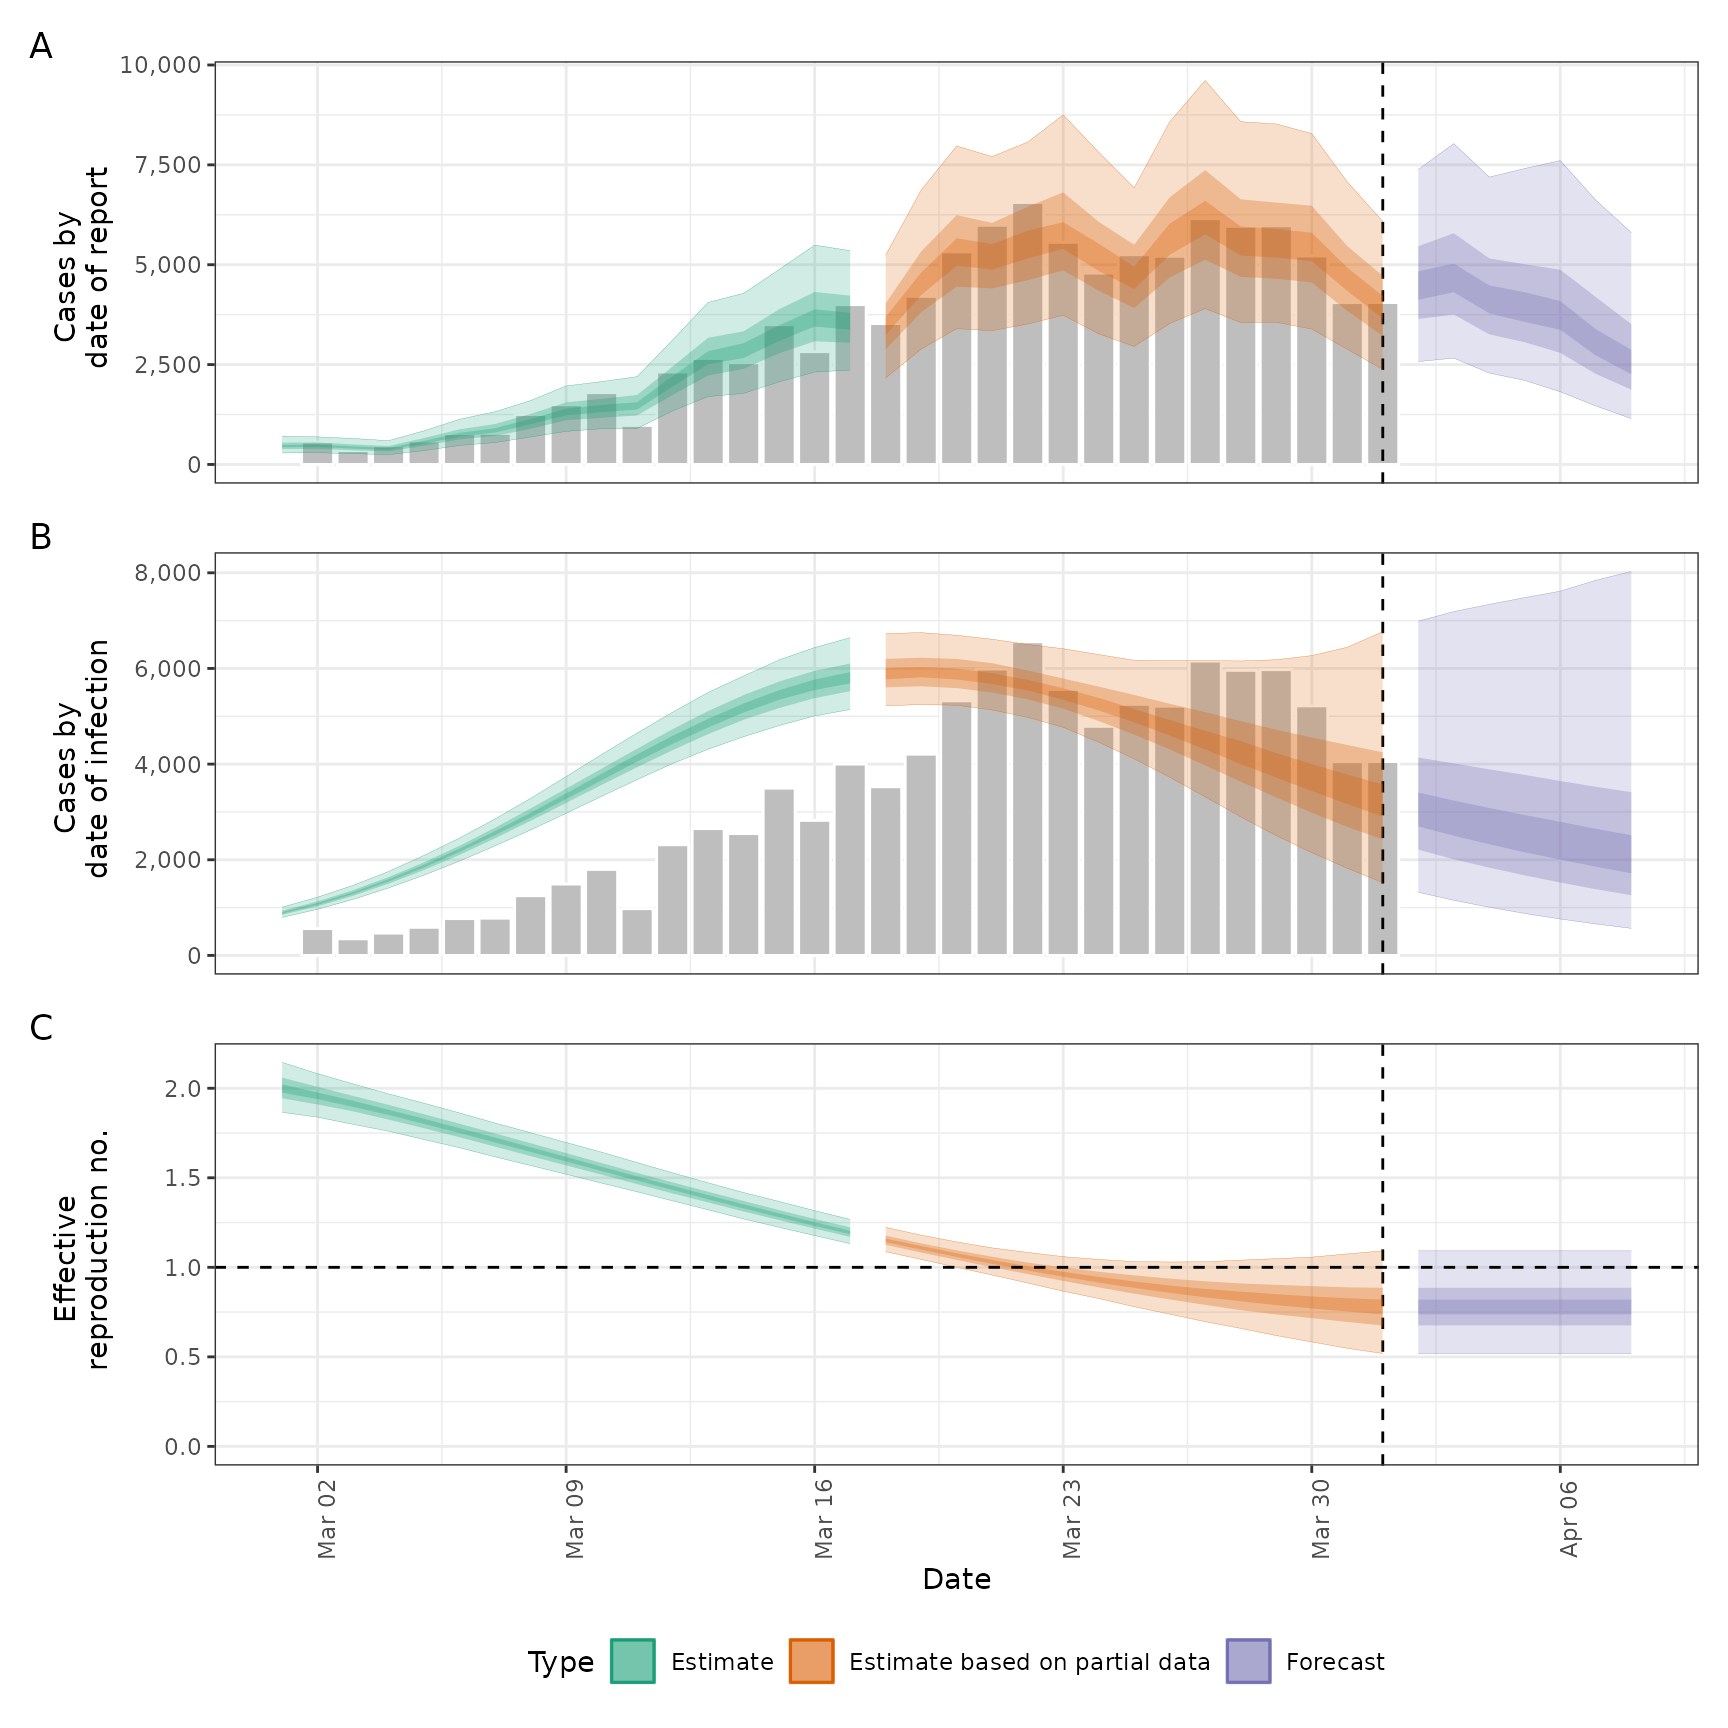 A
10,000
7,500
5,000
2,500
0
Cases by
date of report
B
8,000
6,000
4,000
2,000
0
Cases by
date of infection
C
2.0
1.5
1.0
0.5
0.0
Effective
reproduction no.
Mar 02
Mar 09
Mar 16
Mar 23
Mar 30
Apr 06
Date
Type Estimate Estimate based on partial data Forecast